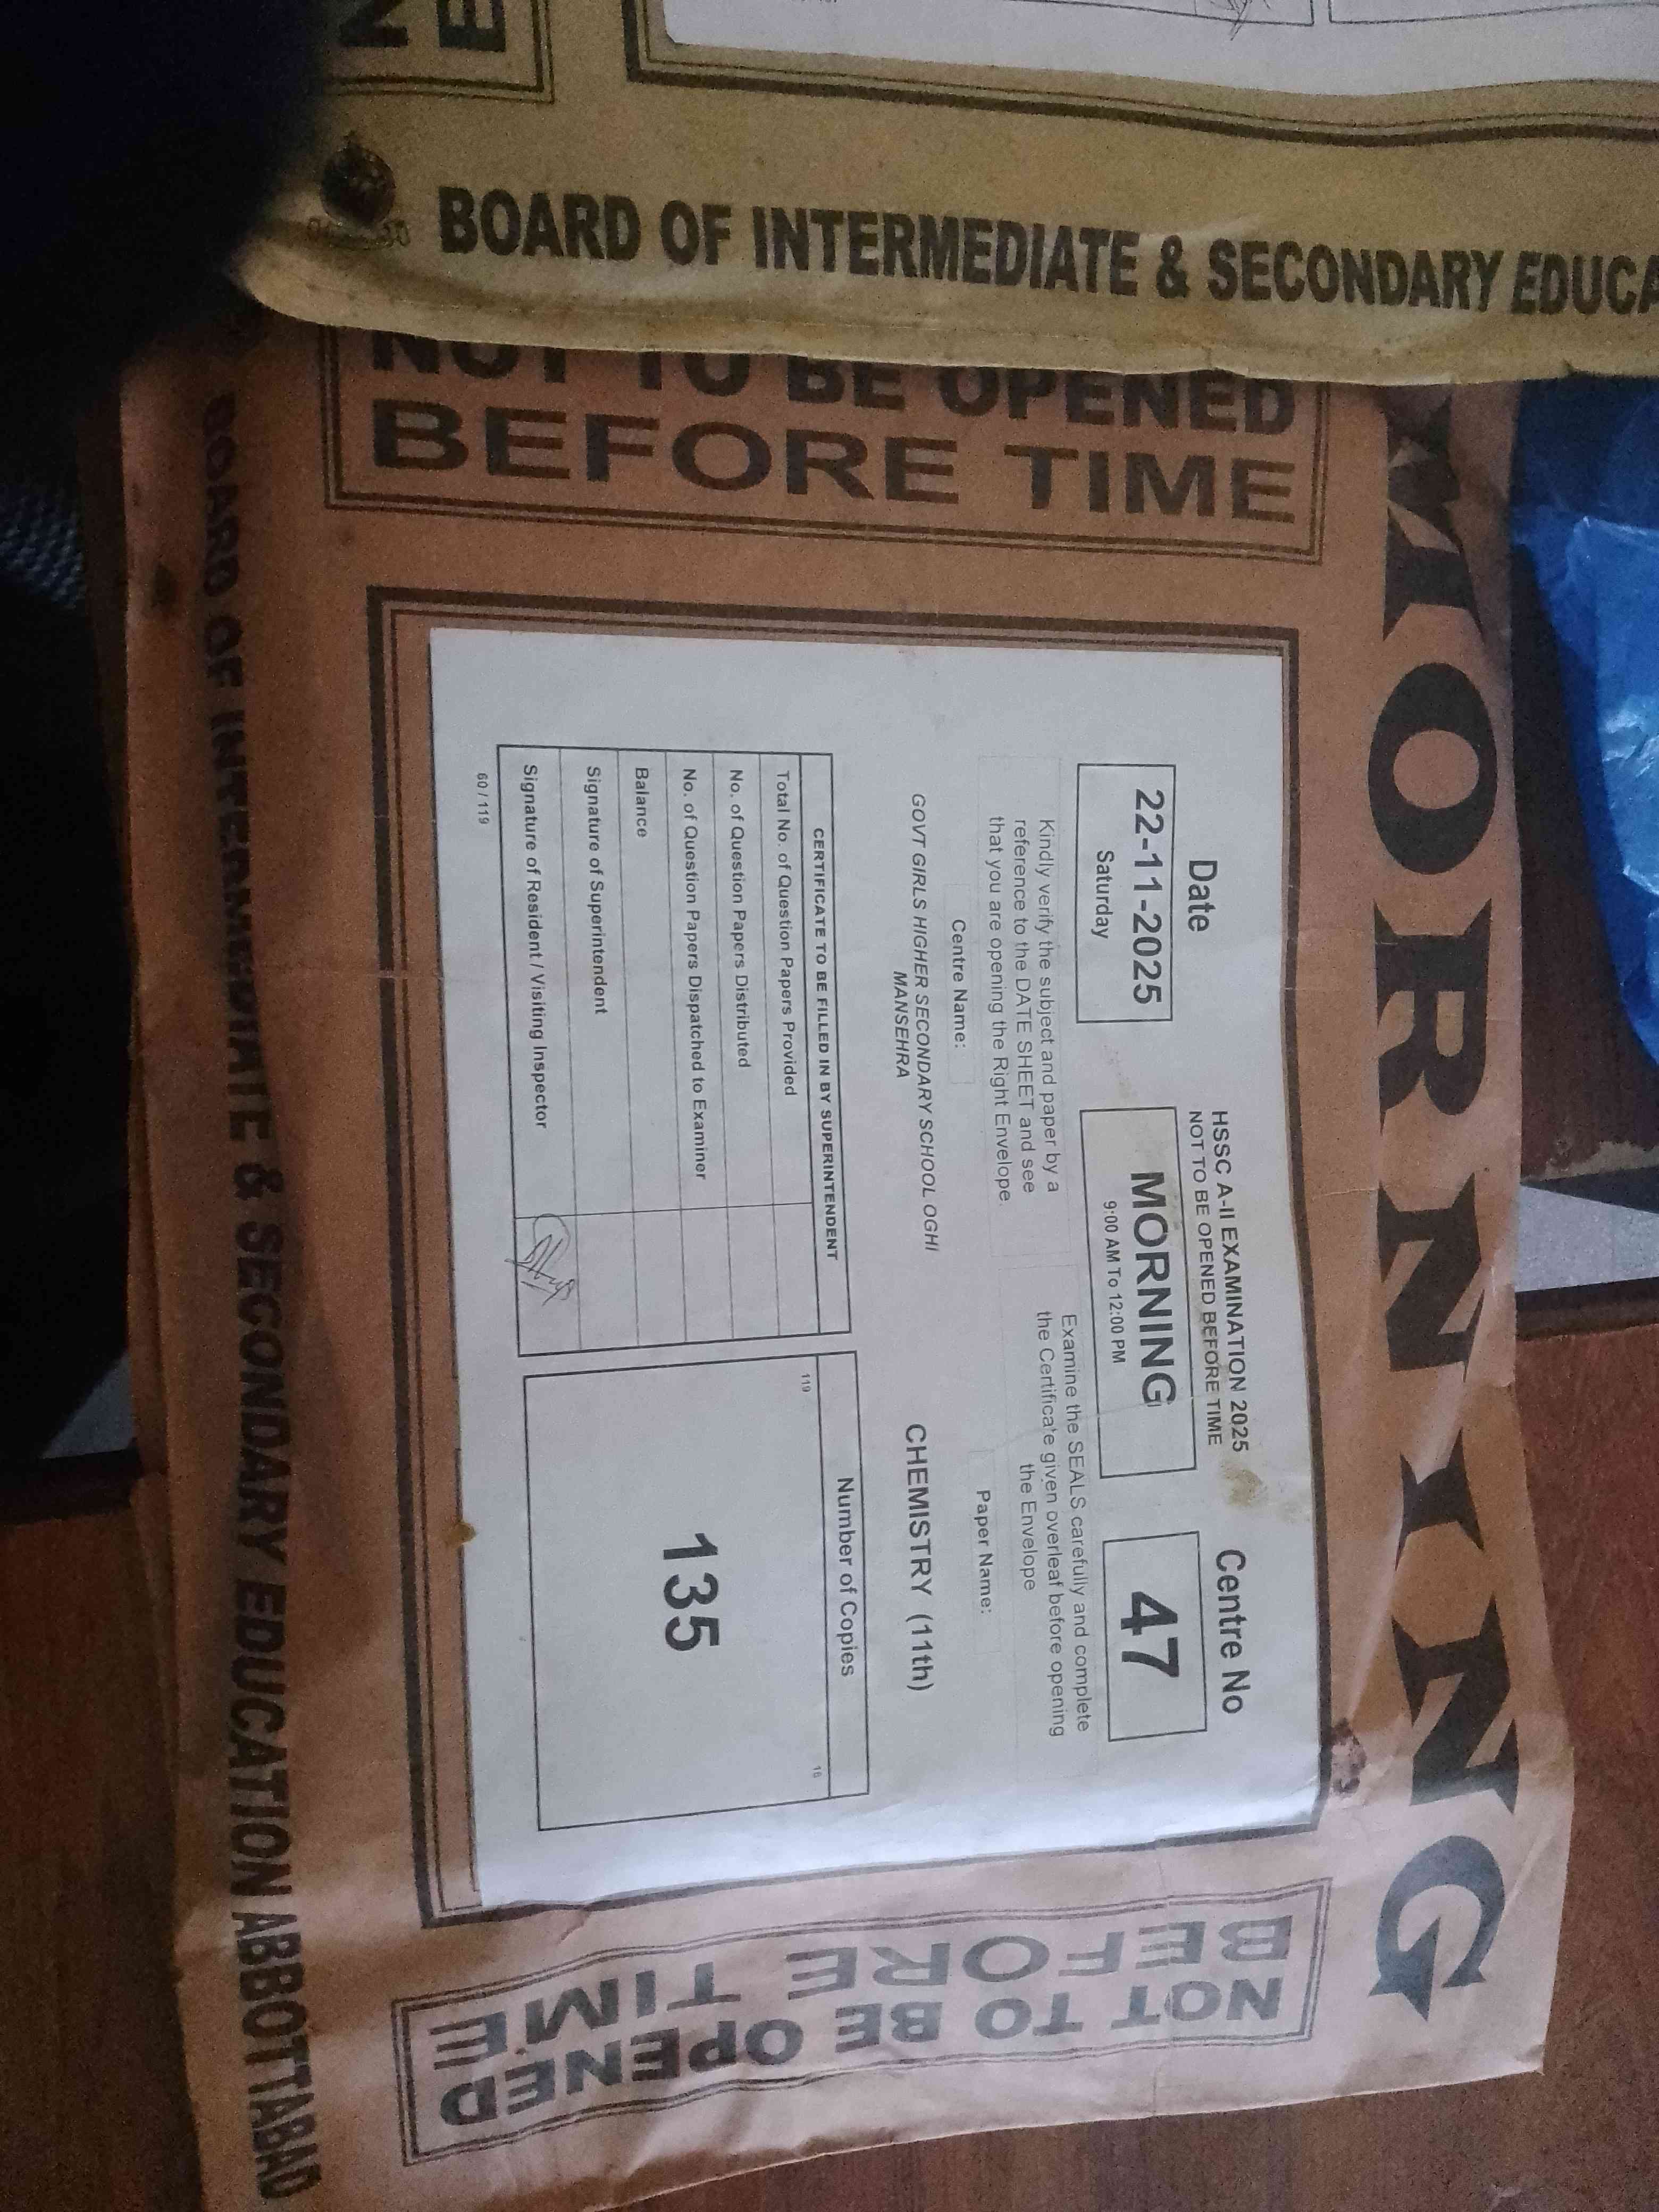 BOARD OF INTERMEDIATE & SECONDARY
NOT TO BE OPENED
BEFORE TIME
MORNING
Date
22-11-2025
Saturday
HSSC A-II EXAMINATION 2025
NOT TO BE OPENED BEFORE TIME
MORNING
9:00 AM To 12:00 PM
Centre No
47
Kindly verify the subject and paper by a
reference to the DATE SHEET and see
that you are opening the Right Envelope
Examine the SEALS carefully and complete
the Certificate given overleaf before opening
the Envelope
Centre Name:
GOVT GIRLS HIGHER SECONDARY SCHOOL OGHI
MANSEHRA
Paper Name:
CHEMISTRY (11th)
CERTIFICATE TO BE FILLED IN BY SUPERINTENDENT
Total No. of Question Papers Provided
No. of Question Papers Distributed
No. of Question Papers Dispatched to Examiner
Balance
Signature of Superintendent
Signature of Resident / Visiting Inspector
60 / 119
Number of Copies
119
16
135
NOT TO BE OPENED
BEFORE TIME
BOARD OF INTERMEDIATE & SECONDARY EDUCATION ABBOTTABAD